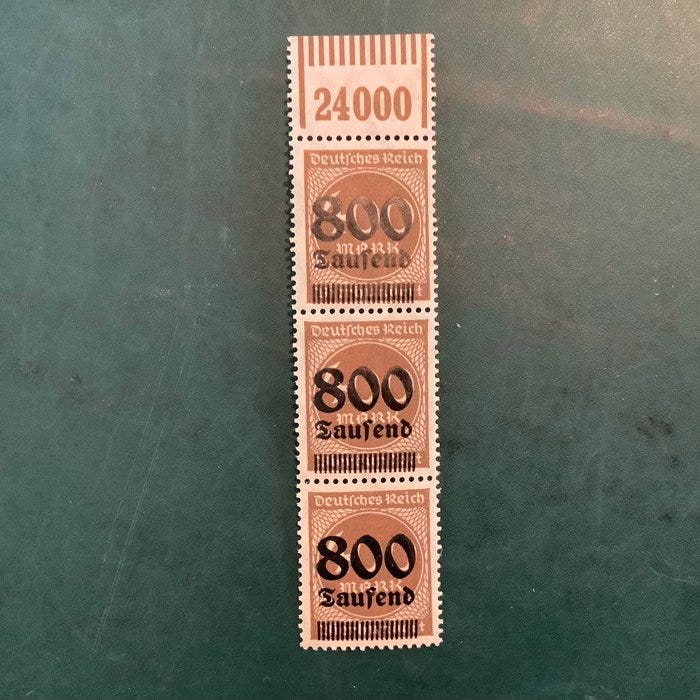 24000
Deutsches Reich
800
MARK
Tausend
t
Deutsches Reich
800
MARK
Tausend
t
Deutsches Reich
800
MARK
Tausend
t